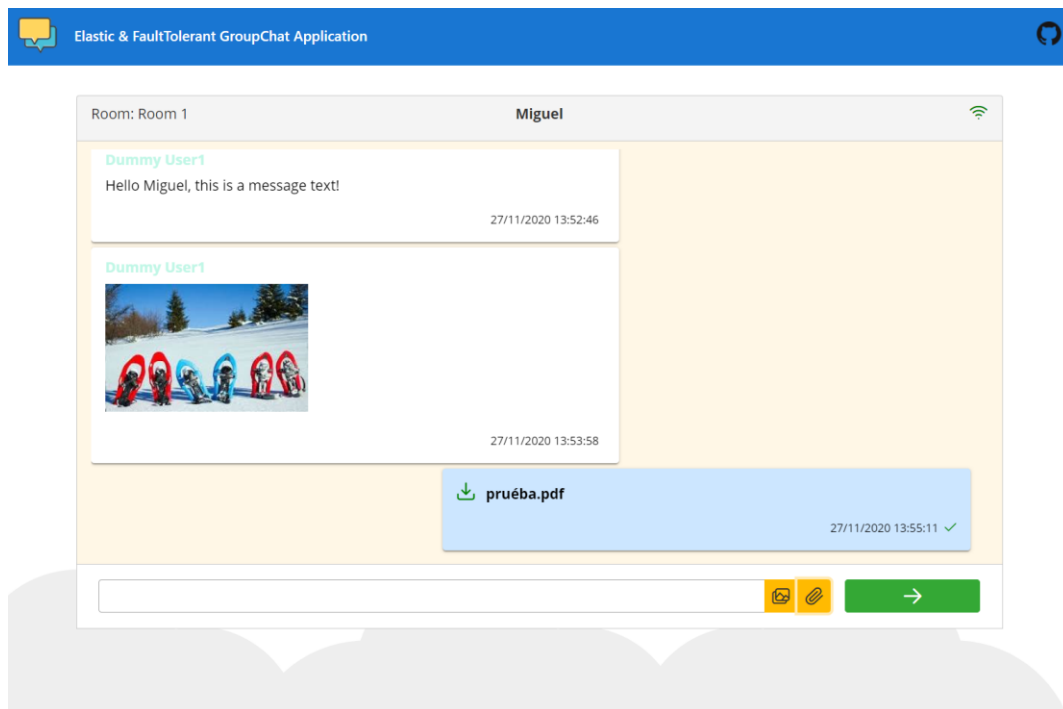 Elastic & FaultTolerant GroupChat Application
Room: Room 1
Miguel
Dummy User1
Hello Miguel, this is a message text!
27/11/2020 13:52:46
Dummy User1
27/11/2020 13:53:58
pruéba.pdf
27/11/2020 13:55:11